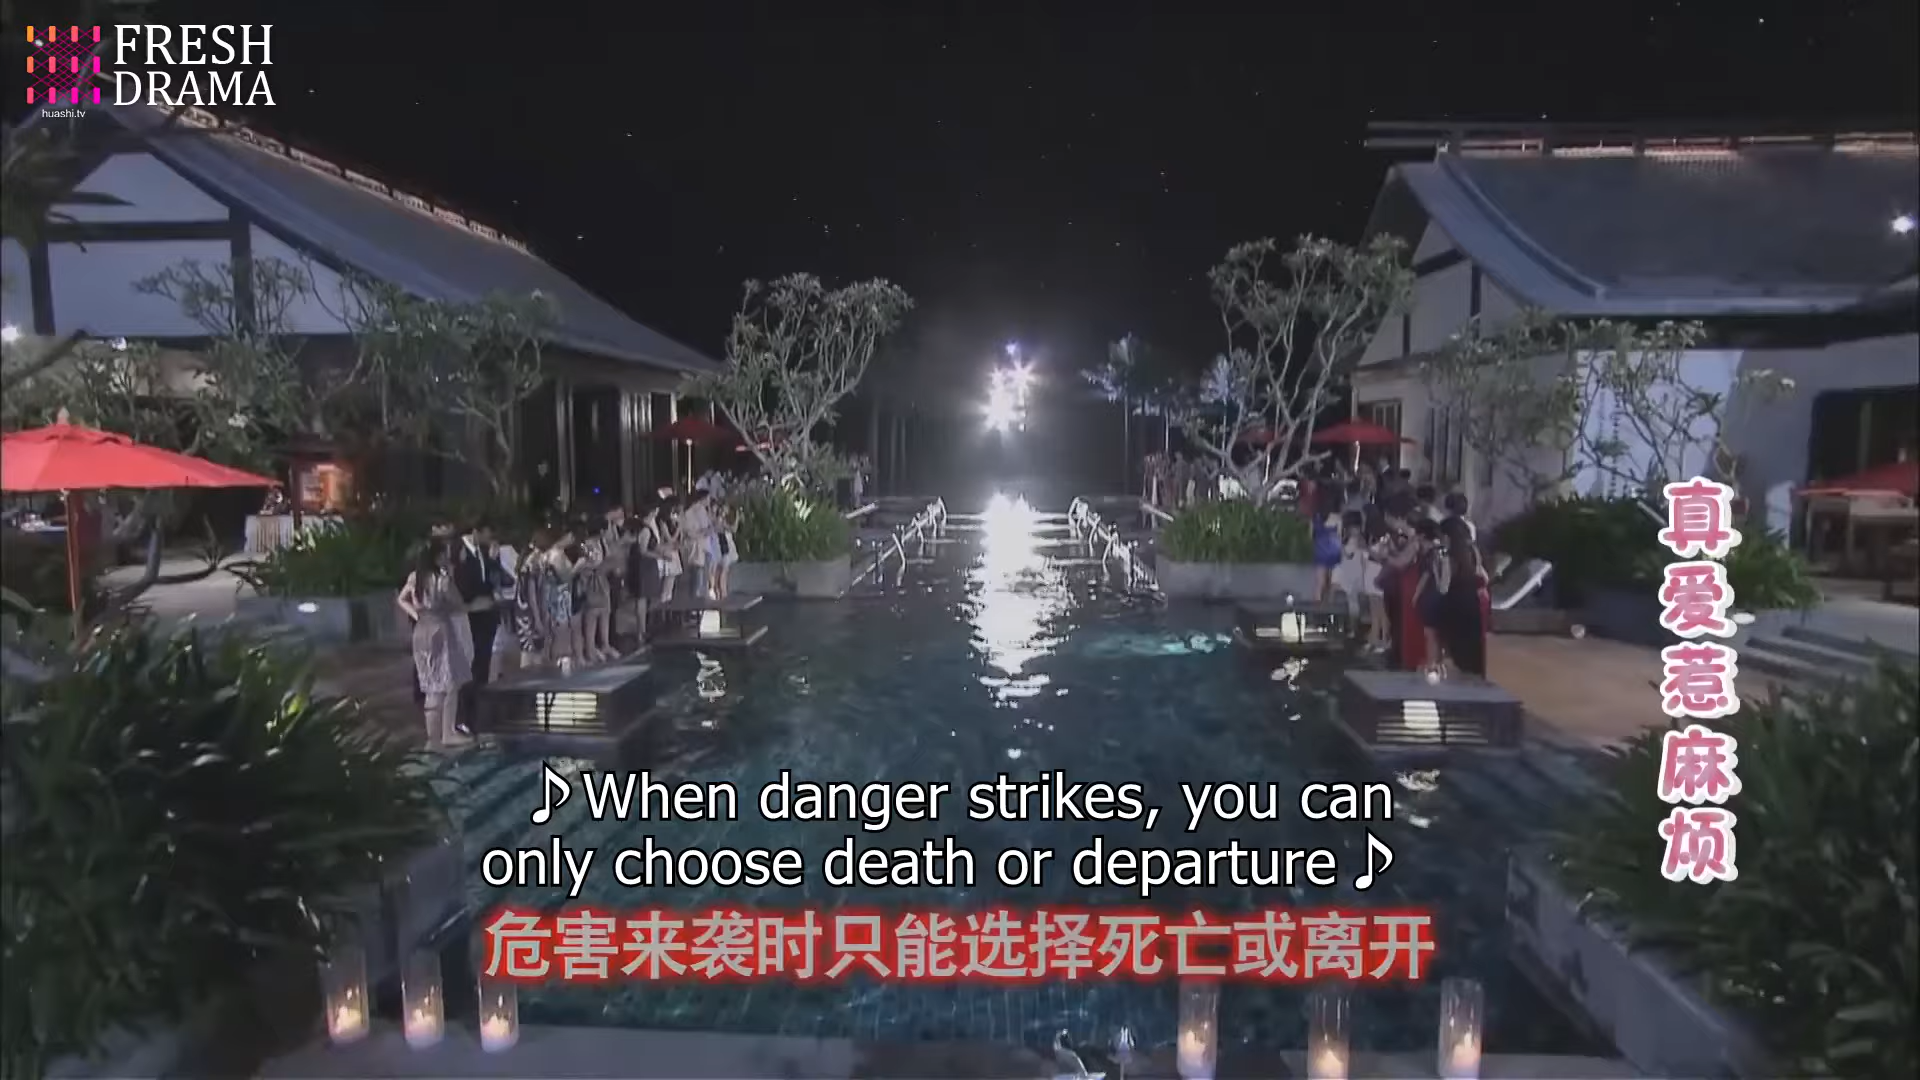 FRESH
DRAMA
huashi.tv
真爱惹麻烦
♪When danger strikes, you can
only choose death or departure♪
危害来袭时只能选择死亡或离开